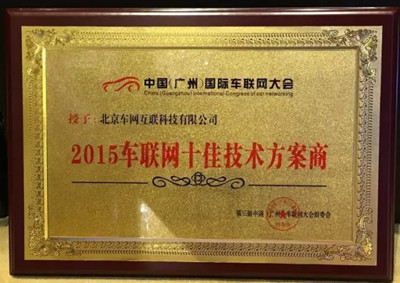 中国(广州)国际车联网大会
China (Guangzhou) International Congress of car networking
授予：北京车网互联科技有限公司
2015车联网十佳技术方案商
第三届中国(广州)车联网大会组委会